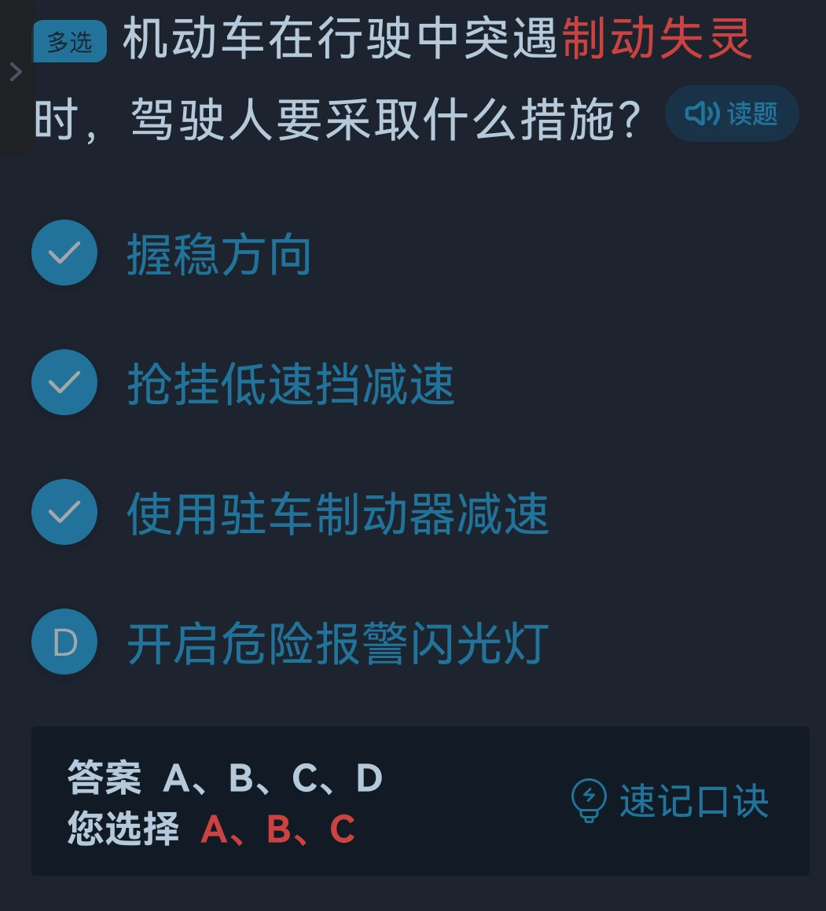 多选 机动车在行驶中突遇制动失灵
时，驾驶人要采取什么措施？ 读题
握稳方向
抢挂低速挡减速
使用驻车制动器减速
D 开启危险报警闪光灯
答案 A、B、C、D
您选择 A、B、C
速记口诀